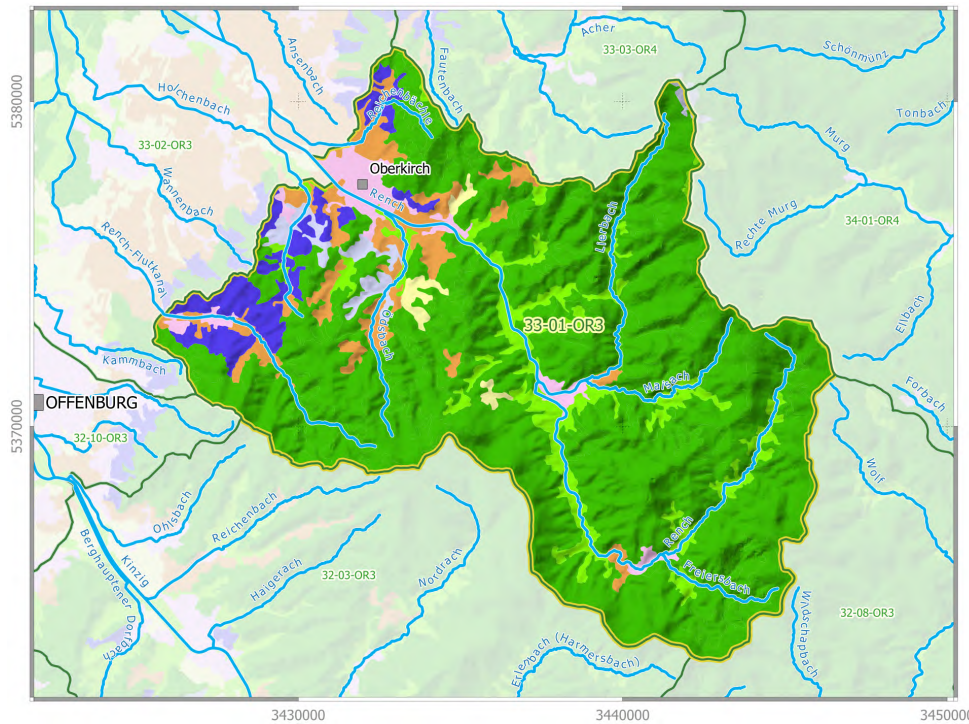 Acher
33-03-OR4
Schönmünz
Ansenbach
Fautenbach
5380000
Holchenbach
Reichenbächle
Tonbach
Murg
33-02-OR3
Oberkirch
Wannenbach
Rench
Rechte Murg
34-01-OR4
Lierbach
Rench-Flutkanal
Ellbach
33-01-OR3
Ödsbach
Kammbach
Maisach
Forbach
OFFENBURG
5370000
32-10-OR3
Wolf
Ohlsbach
Reichenbach
Rench
Kinzig
Haigerach
32-03-OR3
Nordrach
Freiersbach
Berghauptener Dorfbach
Wildschapbach
32-08-OR3
Erlenbach (Harmersbach)
3430000
3440000
3450000